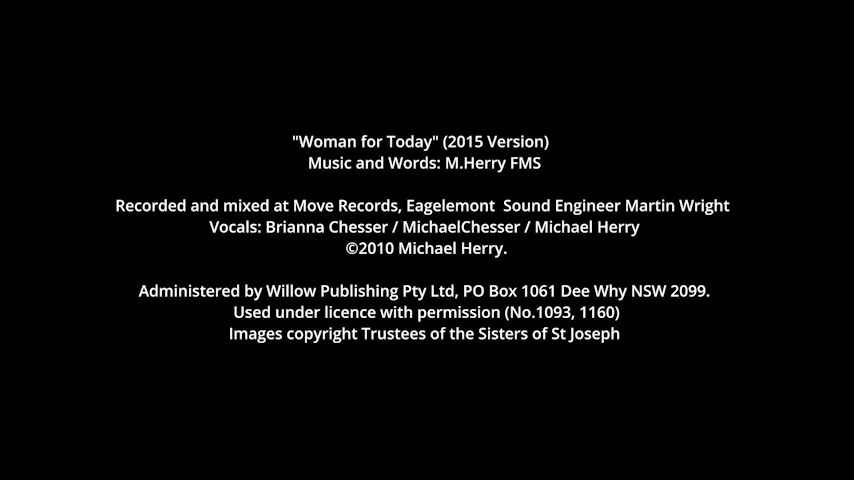 "Woman for Today" (2015 Version)
Music and Words: M.Herry FMS
Recorded and mixed at Move Records, Eagelemont  Sound Engineer Martin Wright
Vocals: Brianna Chesser / MichaelChesser / Michael Herry
©2010 Michael Herry.
Administered by Willow Publishing Pty Ltd, PO Box 1061 Dee Why NSW 2099.
Used under licence with permission (No.1093, 1160)
Images copyright Trustees of the Sisters of St Joseph